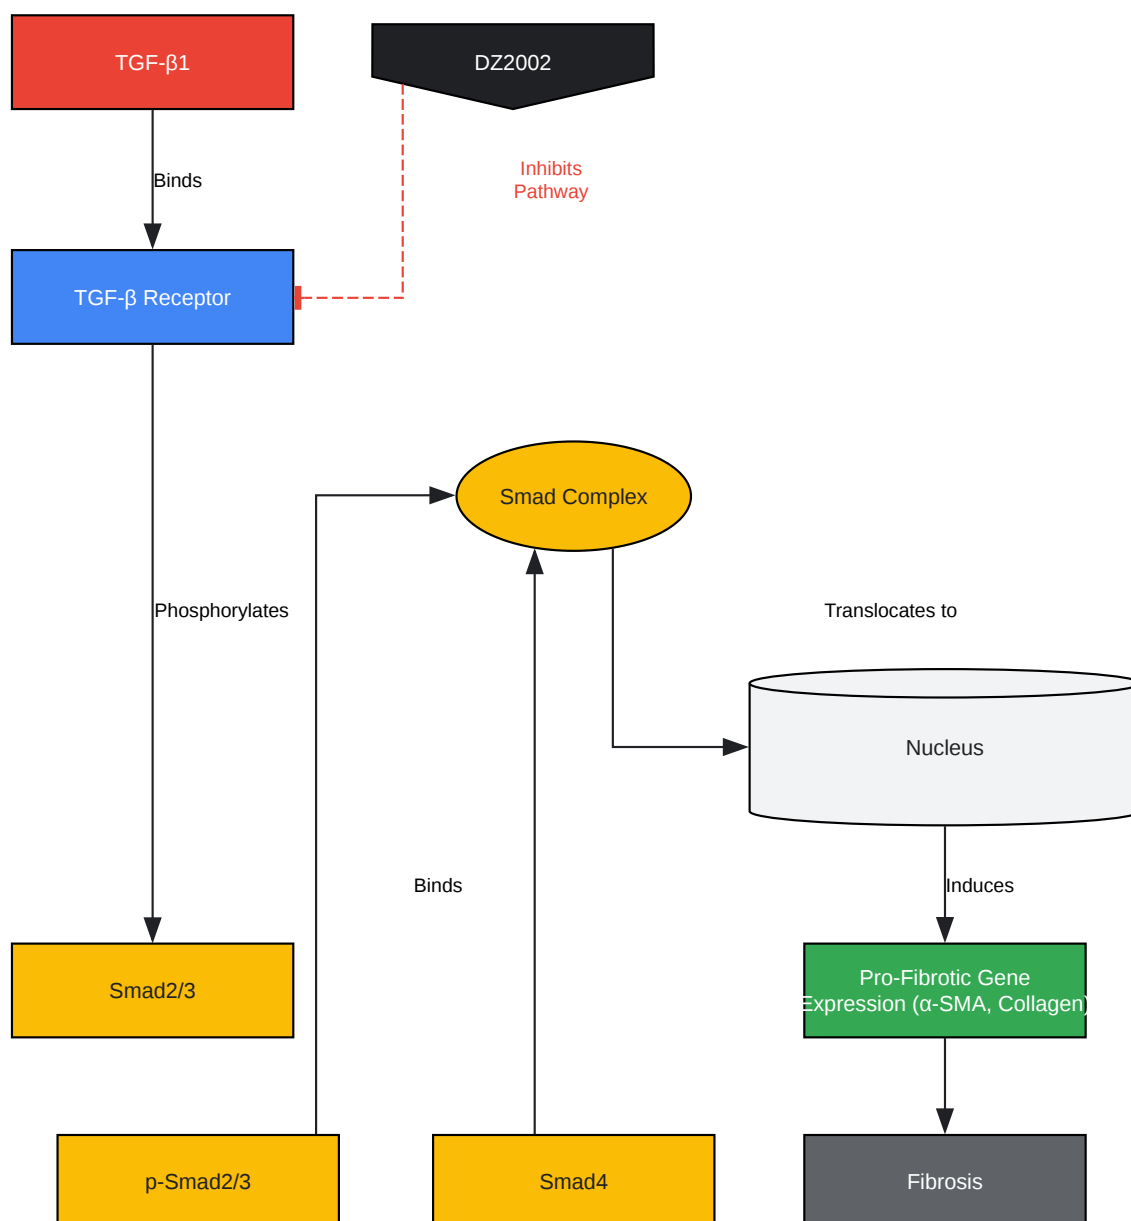 TGF-β1
DZ2002
Inhibits
Pathway
Binds
TGF-β Receptor
Smad Complex
Phosphorylates
Translocates to
Nucleus
Binds
Induces
Smad2/3
Pro-Fibrotic Gene
Expression (α-SMA, Collagen)
p-Smad2/3
Smad4
Fibrosis